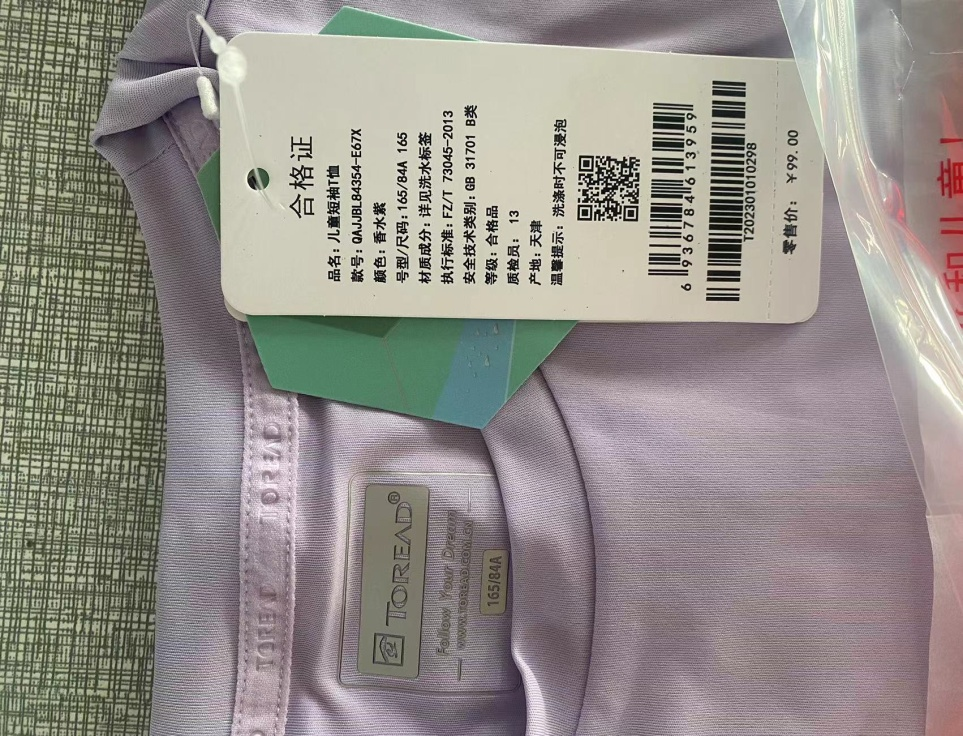 合格证
品名: 儿童短袖T恤
款号: QAJJBL84354-E67X
颜色: 香水紫
号型/尺码: 165/84A 165
材质成分: 详见洗水标签
执行标准: FZ/T 73045-2013
安全技术类别: GB 31701 B类
等级: 合格品
质检员: 13
产地: 天津
温馨提示: 洗涤时不可浸泡
6 936784 613959
T202301010298
零售价: ¥99.00
TOREAD TOREAD
TOREAD®
Follow Your Dream
WWW.TOREAD.COM.CN
165/84A
和儿童!